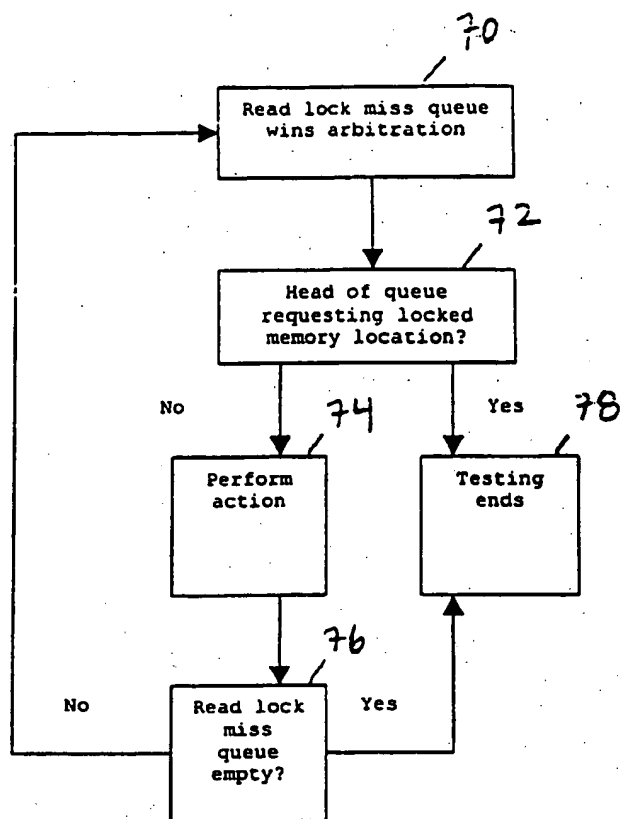 70
Read lock miss queue
wins arbitration
72
Head of queue
requesting locked
memory location?
No
74
Yes
78
Perform
action
Testing
ends
76
No
Read lock
miss
queue
empty?
Yes